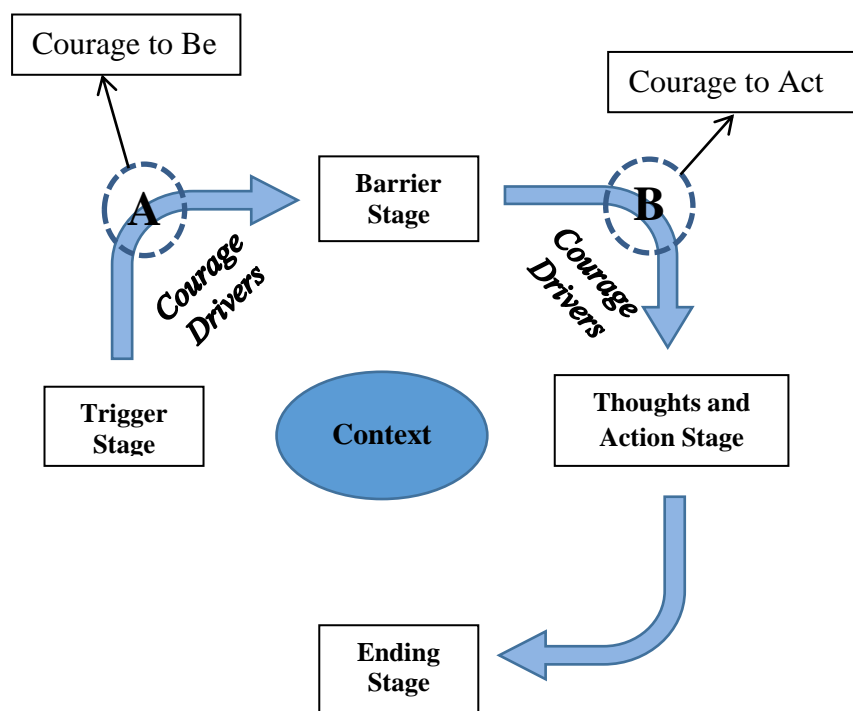 Courage to Be
Courage to Act
A
Barrier
Stage
B
Courage
Drivers
Courage
Drivers
Trigger
Stage
Context
Thoughts and
Action Stage
Ending
Stage